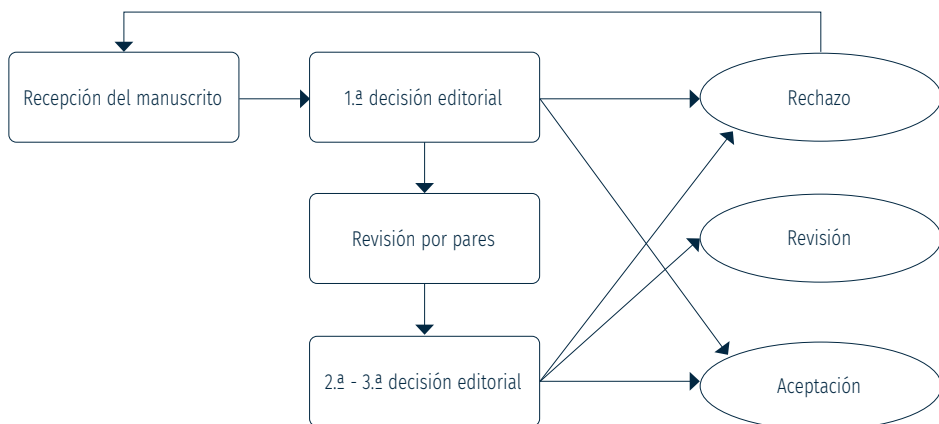 Recepción del manuscrito
1.ª decisión editorial
Rechazo
Revisión por pares
Revisión
2.ª - 3.ª decisión editorial
Aceptación